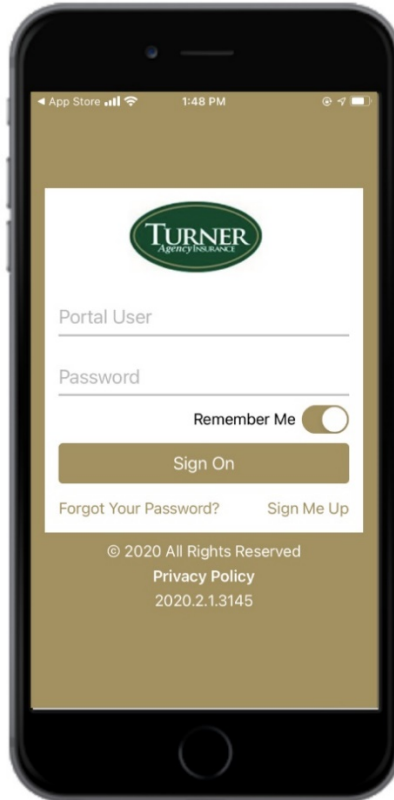 ◀ App Store 1:48 PM
TURNER
Agency INSURANCE
Portal User
Password
Remember Me
Sign On
Forgot Your Password? Sign Me Up
© 2020 All Rights Reserved
Privacy Policy
2020.2.1.3145